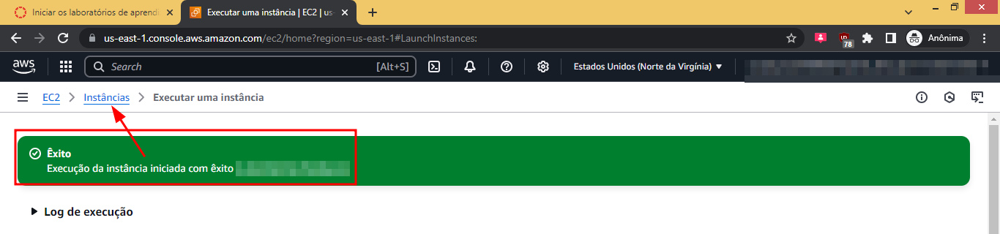 Iniciar os laboratórios de aprendi
Executar uma instância | EC2 | us-
us-east-1.console.aws.amazon.com/ec2/home?region=us-east-1#LaunchInstances:
78
Anônima
aws
Search
[Alt+S]
Estados Unidos (Norte da Virgínia)
EC2 > Instâncias > Executar uma instância
Êxito
Execução da instância iniciada com êxito
Log de execução